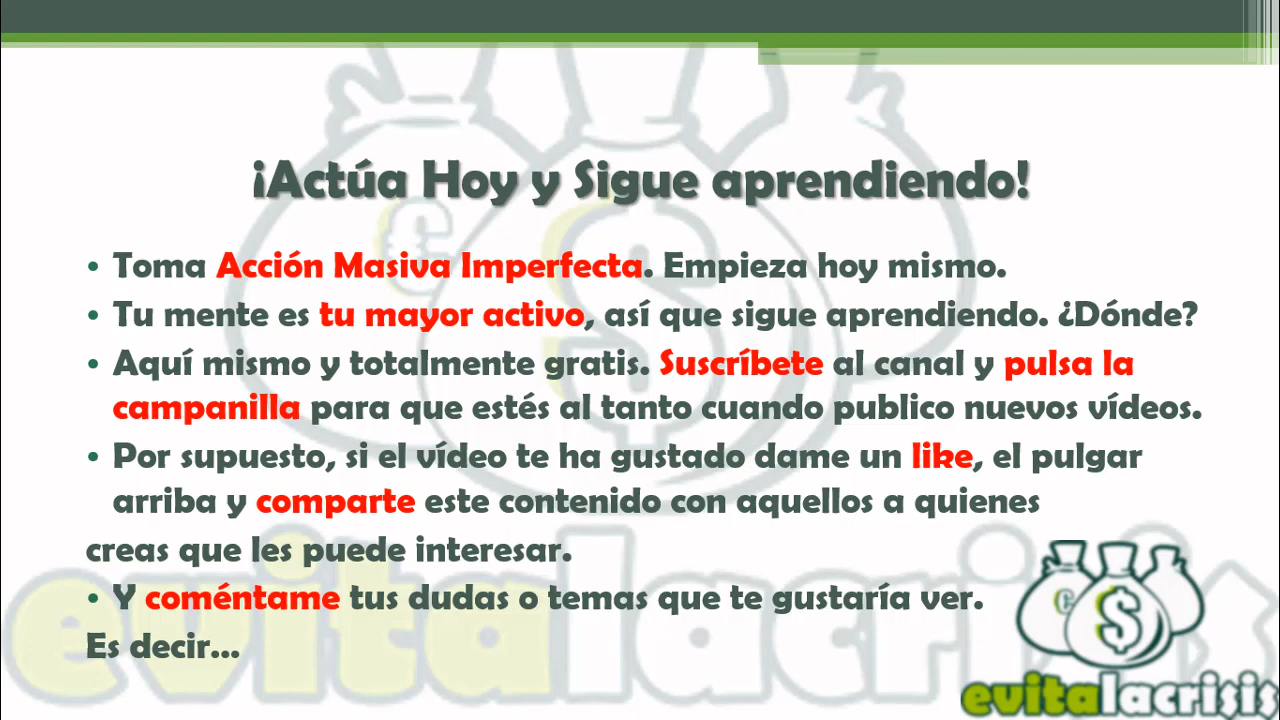 ¡Actúa Hoy y Sigue aprendiendo!
• Toma Acción Masiva Imperfecta. Empieza hoy mismo.
• Tu mente es tu mayor activo, así que sigue aprendiendo. ¿Dónde?
• Aquí mismo y totalmente gratis. Suscríbete al canal y pulsa la
campanilla para que estés al tanto cuando publico nuevos vídeos.
• Por supuesto, si el vídeo te ha gustado dame un like, el pulgar
arriba y comparte este contenido con aquellos a quienes
creas que les puede interesar.
• Y coméntame tus dudas o temas que te gustaría ver.
Es decir...
€ $
evitalacrisis
€ $
evitalacrisis